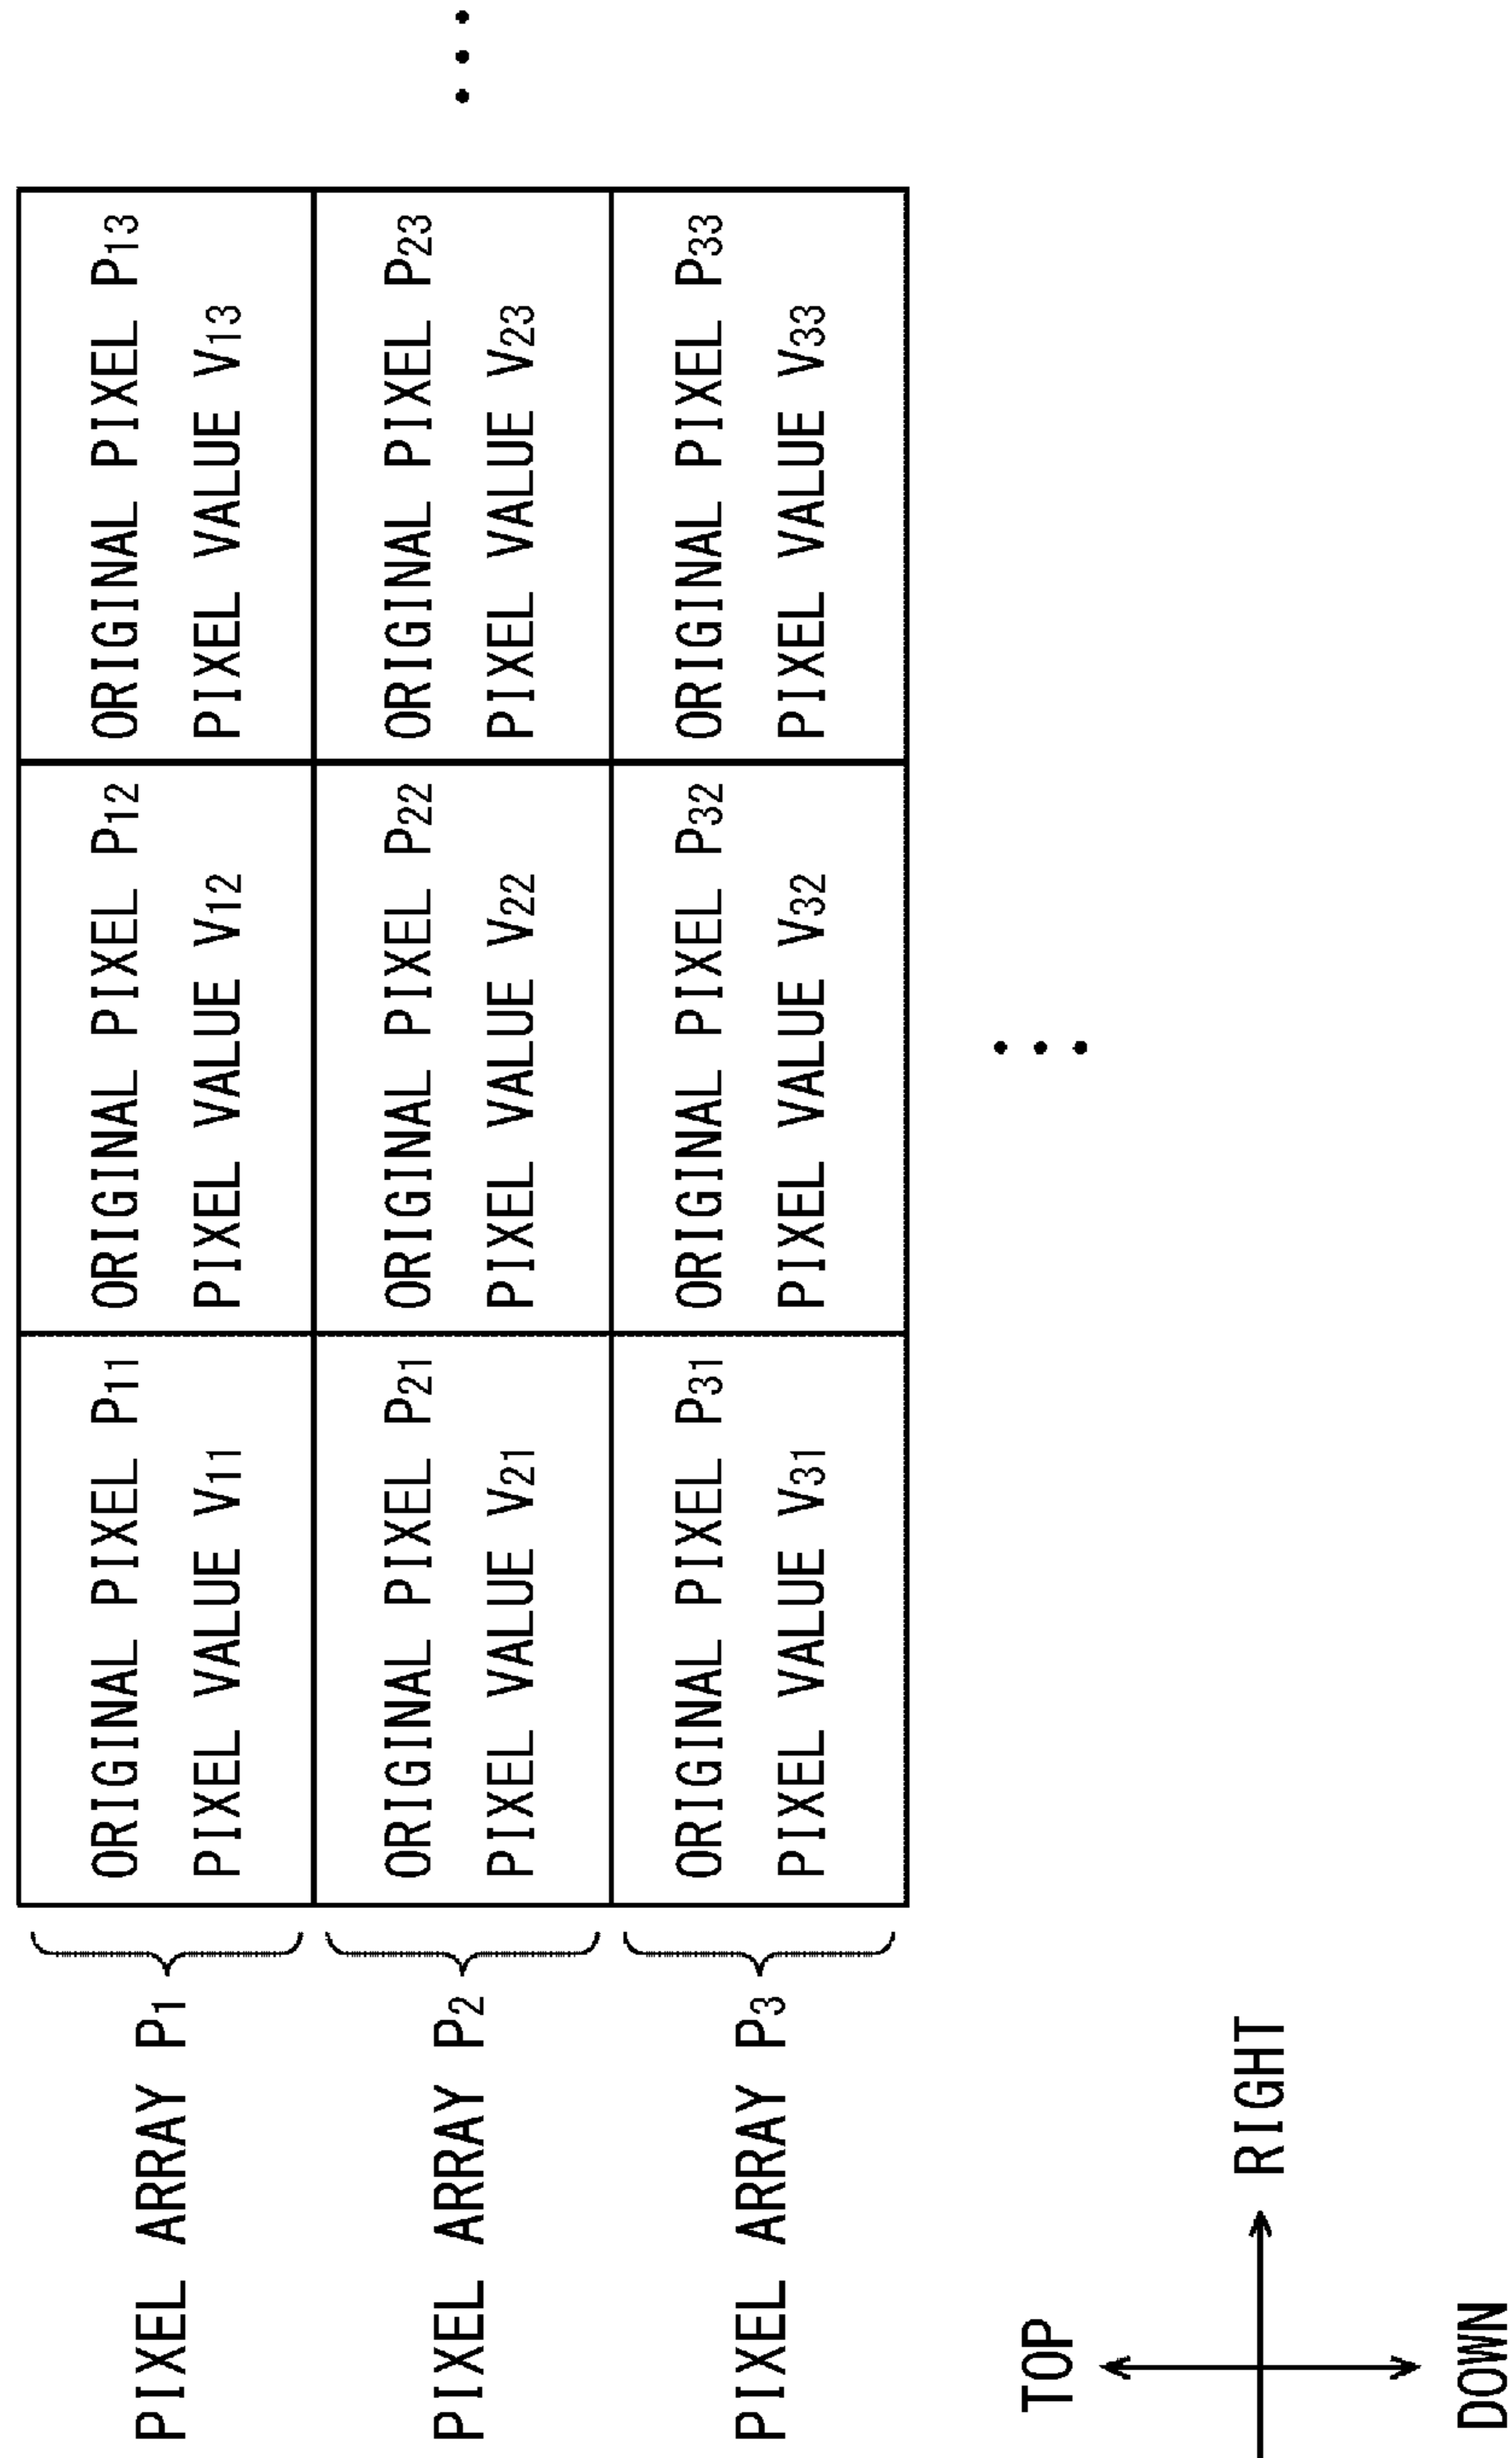 PIXEL ARRAY P1
ORIGINAL PIXEL P11
PIXEL VALUE V11
ORIGINAL PIXEL P12
PIXEL VALUE V12
ORIGINAL PIXEL P13
PIXEL VALUE V13
PIXEL ARRAY P2
ORIGINAL PIXEL P21
PIXEL VALUE V21
ORIGINAL PIXEL P22
PIXEL VALUE V22
ORIGINAL PIXEL P23
PIXEL VALUE V23
PIXEL ARRAY P3
ORIGINAL PIXEL P31
PIXEL VALUE V31
ORIGINAL PIXEL P32
PIXEL VALUE V32
ORIGINAL PIXEL P33
PIXEL VALUE V33
TOP
RIGHT
DOWN